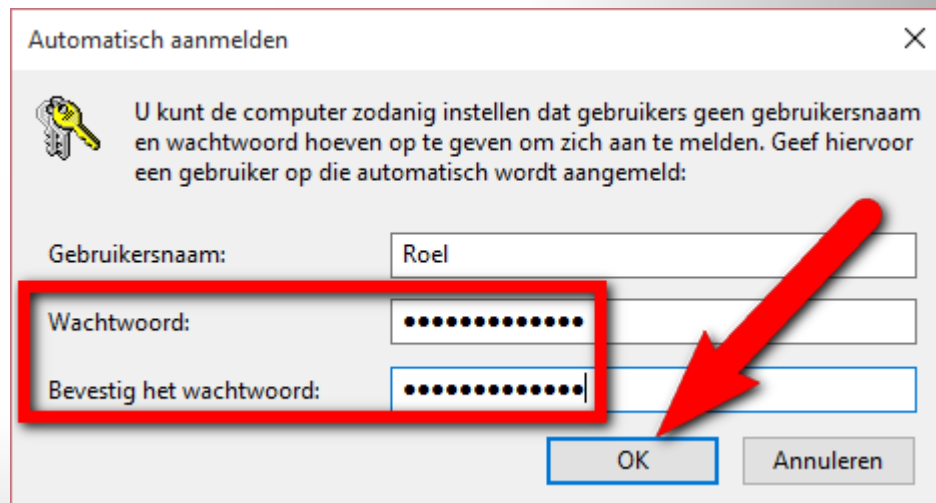 Automatisch aanmelden
U kunt de computer zodanig instellen dat gebruikers geen gebruikersnaam
en wachtwoord hoeven op te geven om zich aan te melden. Geef hiervoor
een gebruiker op die automatisch wordt aangemeld:
Gebruikersnaam: Roel
Wachtwoord: •••••••••••••
Bevestig het wachtwoord: •••••••••••••
OK Annuleren